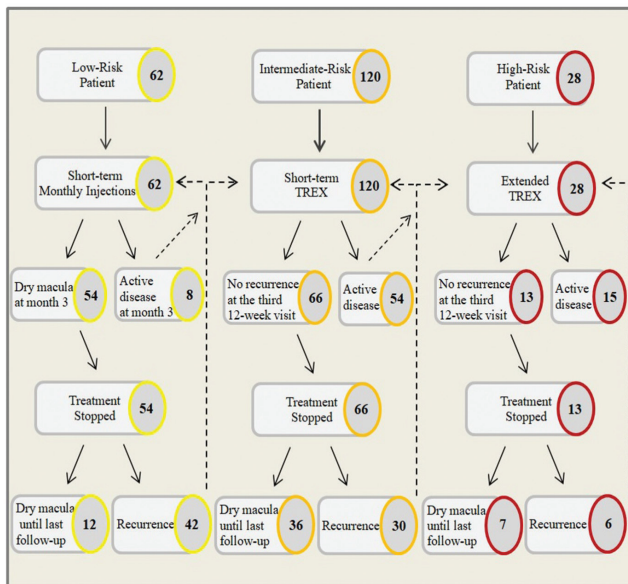 Low-Risk
Patient
62
Intermediate-Risk
Patient
120
High-Risk
Patient
28
Short-term
Monthly Injections
62
Short-term
TREX
120
Extended
TREX
28
Dry macula
at month 3
54
Active
disease
at month 3
8
No recurrence
at the third
12-week visit
66
Active
disease
54
No recurrence
at the third
12-week visit
13
Active
disease
15
Treatment
Stopped
54
Treatment
Stopped
66
Treatment
Stopped
13
Dry macula
until last
follow-up
12
Recurrence
42
Dry macula
until last
follow-up
36
Recurrence
30
Dry macula
until last
follow-up
7
Recurrence
6